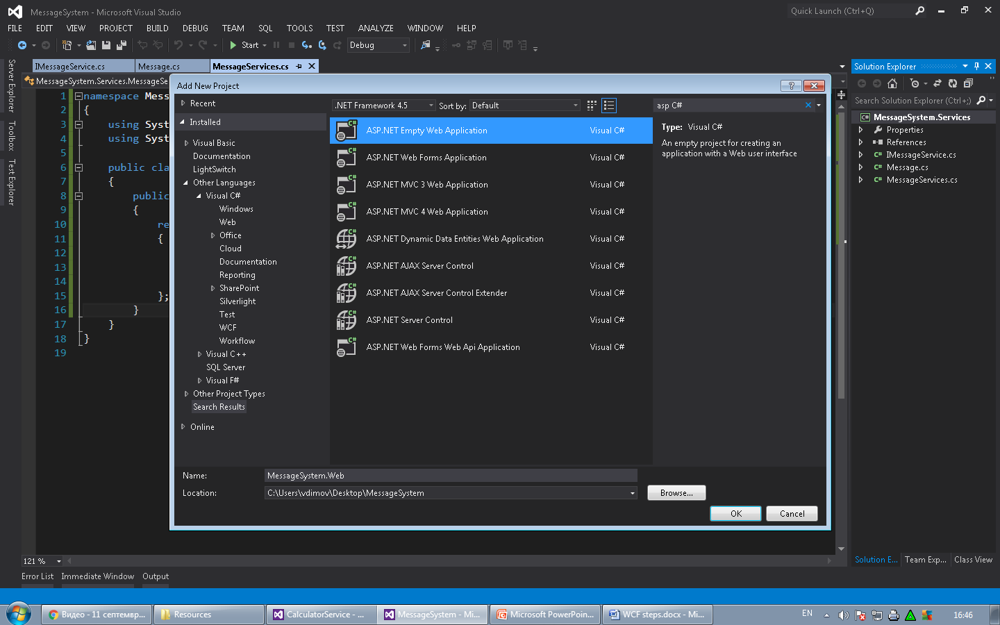 MessageSystem - Microsoft Visual Studio
Quick Launch (Ctrl+Q)
FILE EDIT VIEW PROJECT BUILD DEBUG TEAM SQL TOOLS TEST ANALYZE WINDOW HELP
Start Debug
Server Explorer
Toolbox
Test Explorer
IMessageService.cs Message.cs MessageServices.cs
MessageSystem.Services.MessageSe
1 namespace Mess
2 {
3 using Syst
4 using Syst
5
6 public cla
7 {
8 public
9 {
10 re
11 {
12
13
14
15 };
16 }
17 }
18 }
19
121 %
Add New Project
Recent
Installed
Visual Basic
Documentation
LightSwitch
Other Languages
Visual C#
Windows
Web
Office
Cloud
Documentation
Reporting
SharePoint
Silverlight
Test
WCF
Workflow
Visual C++
SQL Server
Visual F#
Other Project Types
Search Results
Online
.NET Framework 4.5 Sort by: Default
asp C#
ASP.NET Empty Web Application Visual C#
ASP.NET Web Forms Application Visual C#
ASP.NET MVC 3 Web Application Visual C#
ASP.NET MVC 4 Web Application Visual C#
ASP.NET Dynamic Data Entities Web Application Visual C#
ASP.NET AJAX Server Control Visual C#
ASP.NET AJAX Server Control Extender Visual C#
ASP.NET Server Control Visual C#
ASP.NET Web Forms Web Api Application Visual C#
Type: Visual C#
An empty project for creating an
application with a Web user interface
Name: MessageSystem.Web
Location: C:\Users\vdimov\Desktop\MessageSystem
Browse...
OK Cancel
Solution Explorer
Search Solution Explorer (Ctrl+;)
MessageSystem.Services
Properties
References
IMessageService.cs
Message.cs
MessageServices.cs
Solution E... Team Exp... Class View
Error List Immediate Window Output
Видео - 11 септемвр... Resources CalculatorService - ... MessageSystem - Mi... Microsoft PowerPoin... WCF steps.docx - Mi...
EN 16:46